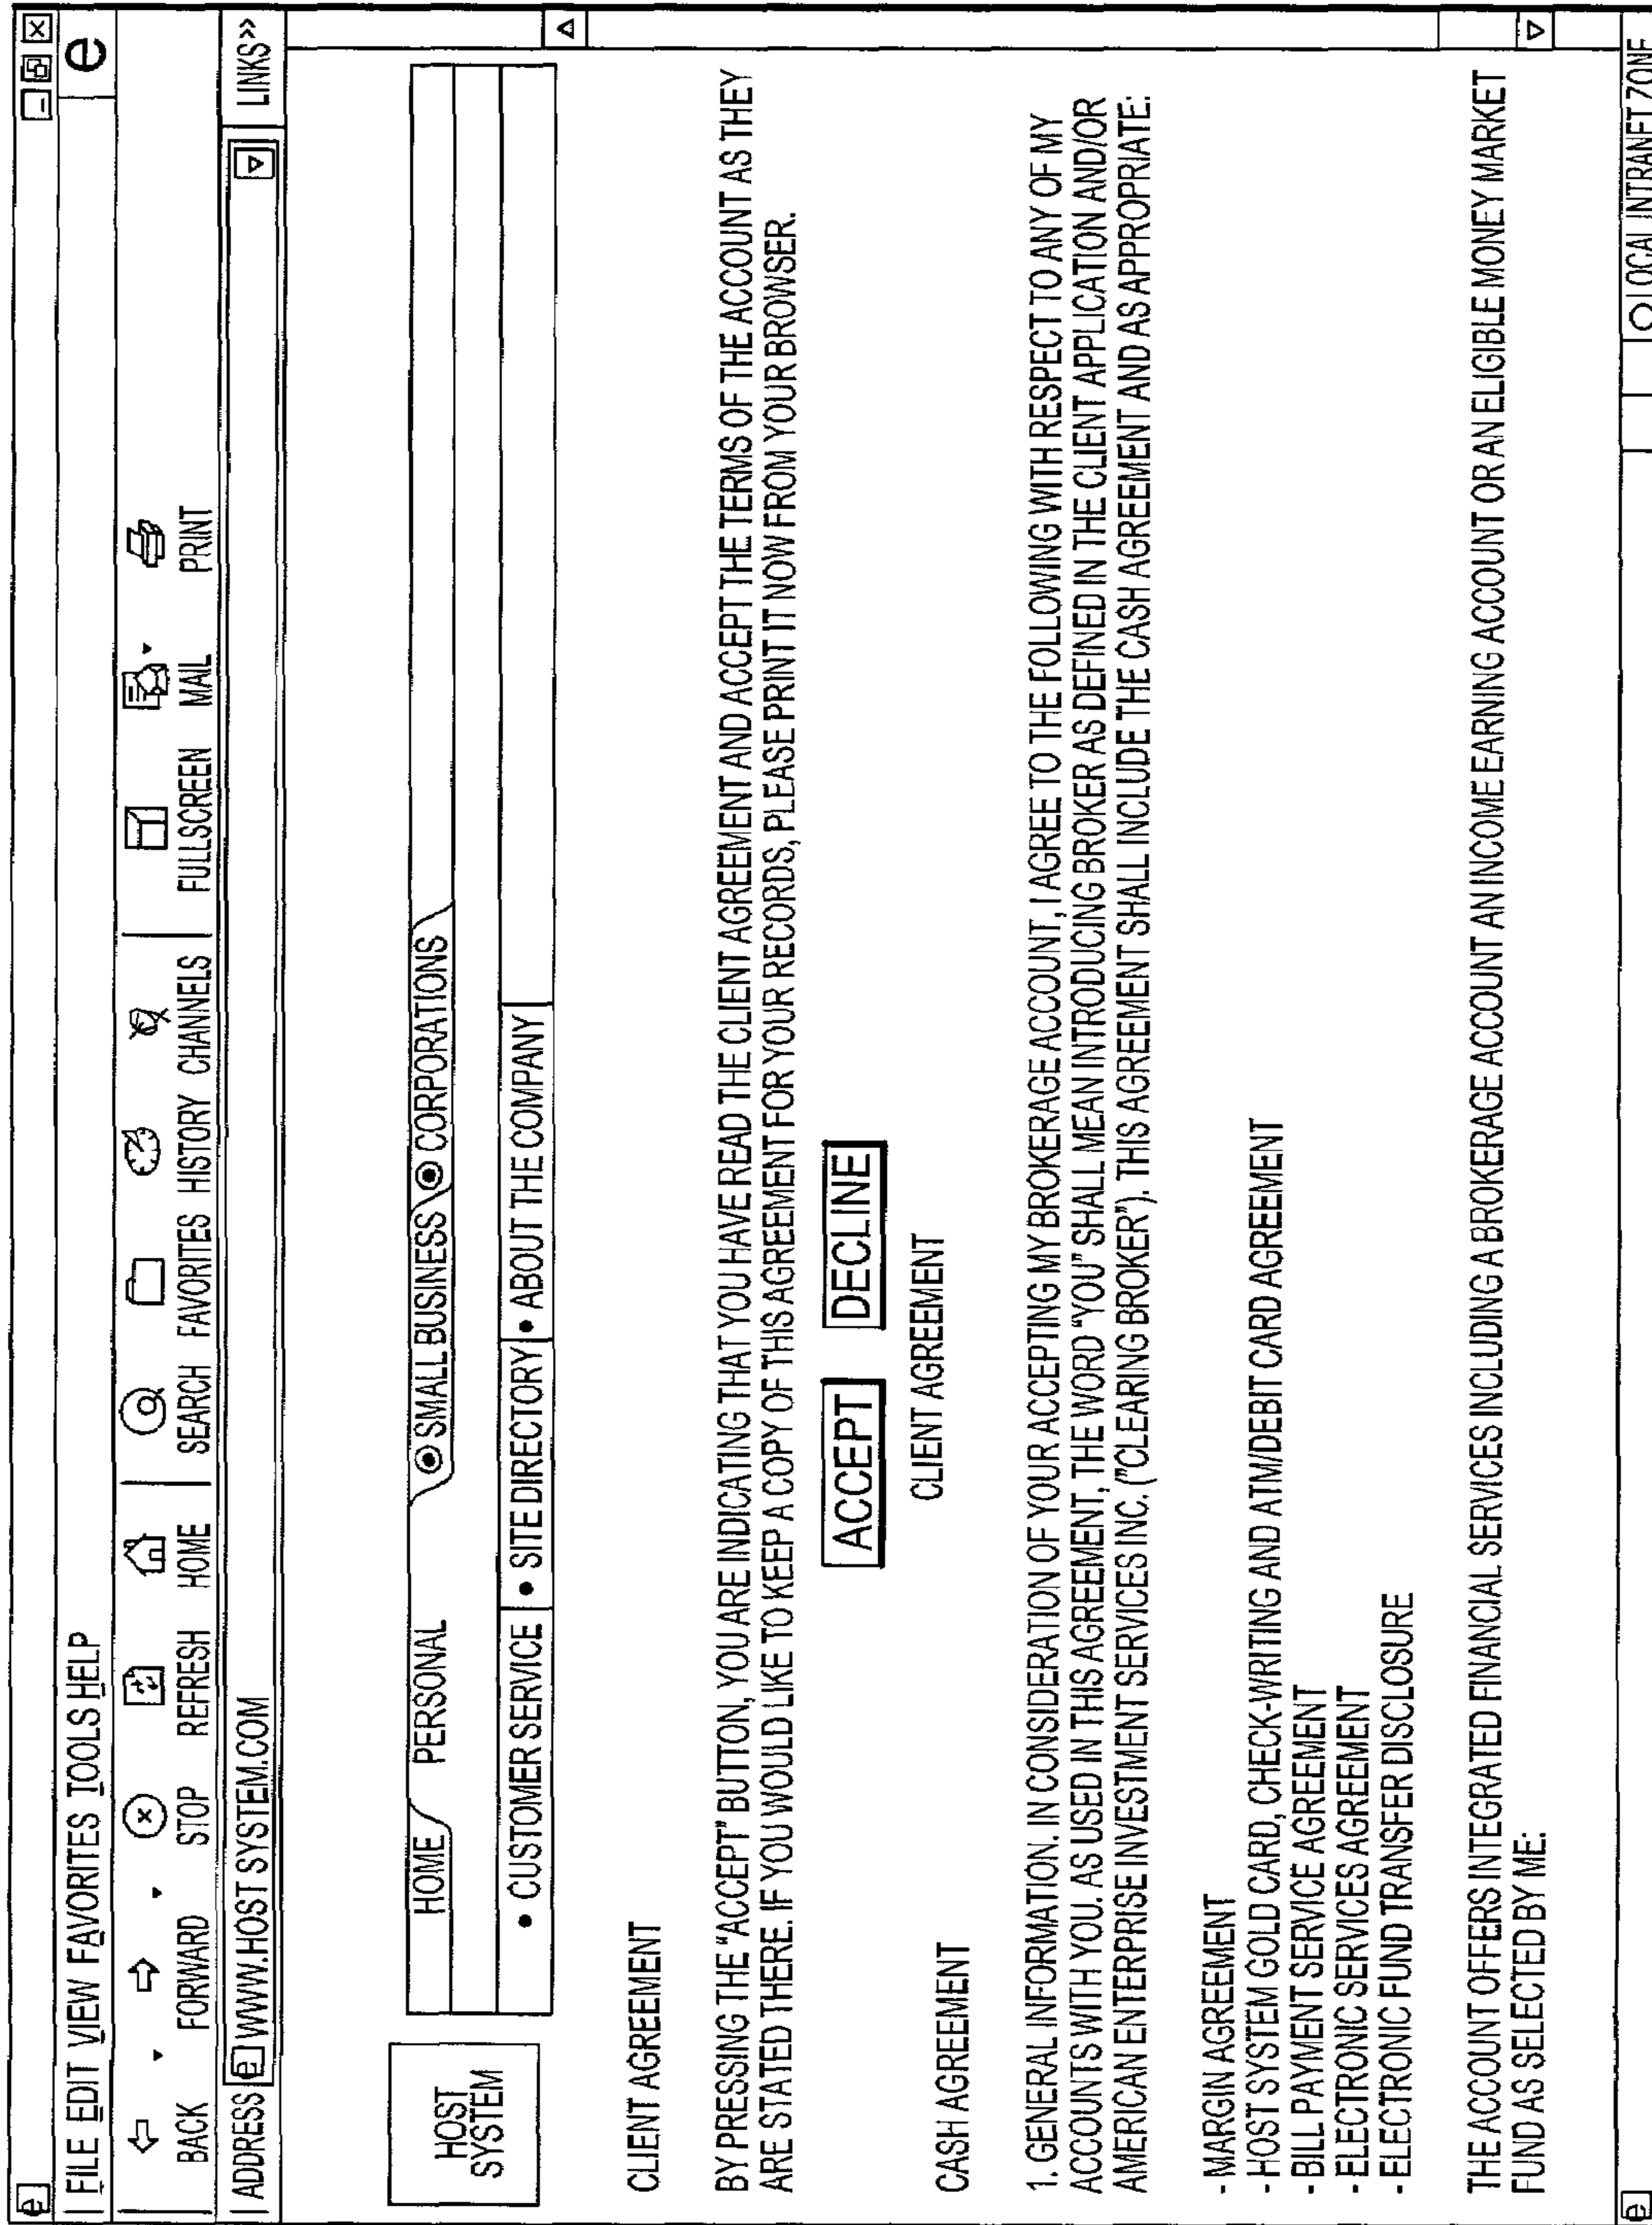 e
FILE EDIT VIEW FAVORITES TOOLS HELP
e
BACK FORWARD STOP REFRESH HOME SEARCH FAVORITES HISTORY CHANNELS FULLSCREEN MAIL PRINT
ADDRESS e WWW.HOST SYSTEM.COM LINKS»
HOST
SYSTEM
HOME PERSONAL SMALL BUSINESS CORPORATIONS
• CUSTOMER SERVICE • SITE DIRECTORY • ABOUT THE COMPANY
CLIENT AGREEMENT
BY PRESSING THE "ACCEPT" BUTTON, YOU ARE INDICATING THAT YOU HAVE READ THE CLIENT AGREEMENT AND ACCEPT THE TERMS OF THE ACCOUNT AS THEY
ARE STATED THERE. IF YOU WOULD LIKE TO KEEP A COPY OF THIS AGREEMENT FOR YOUR RECORDS, PLEASE PRINT IT NOW FROM YOUR BROWSER.
ACCEPT DECLINE
CLIENT AGREEMENT
CASH AGREEMENT
1. GENERAL INFORMATION. IN CONSIDERATION OF YOUR ACCEPTING MY BROKERAGE ACCOUNT, I AGREE TO THE FOLLOWING WITH RESPECT TO ANY OF MY
ACCOUNTS WITH YOU. AS USED IN THIS AGREEMENT, THE WORD "YOU" SHALL MEAN INTRODUCING BROKER AS DEFINED IN THE CLIENT APPLICATION AND/OR
AMERICAN ENTERPRISE INVESTMENT SERVICES INC. ("CLEARING BROKER"). THIS AGREEMENT SHALL INCLUDE THE CASH AGREEMENT AND AS APPROPRIATE:
- MARGIN AGREEMENT
- HOST SYSTEM GOLD CARD, CHECK-WRITING AND ATM/DEBIT CARD AGREEMENT
- BILL PAYMENT SERVICE AGREEMENT
- ELECTRONIC SERVICES AGREEMENT
- ELECTRONIC FUND TRANSFER DISCLOSURE
THE ACCOUNT OFFERS INTEGRATED FINANCIAL SERVICES INCLUDING A BROKERAGE ACCOUNT AN INCOME EARNING ACCOUNT OR AN ELIGIBLE MONEY MARKET
FUND AS SELECTED BY ME:
e LOCAL INTRANET ZONE